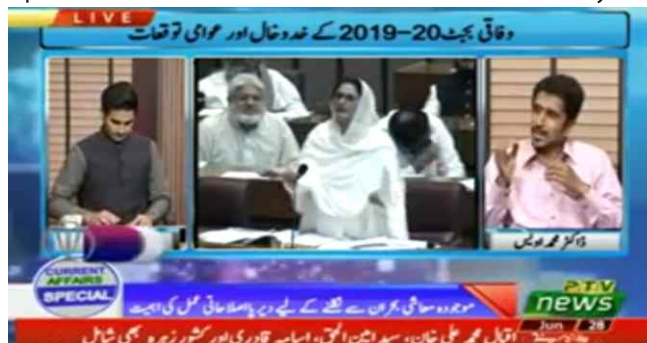 LIVE
وفاقی بجٹ 20-2019 کے خدوخال اور عوامی توقعات
ڈاکٹر محمد اویس
CURRENT
AFFAIRS
SPECIAL
موجودہ معاشی بحران سے نکلنے کے لیے دیرپا اصلاحاتی عمل کی اہمیت
PTV
news
Jun 28
اقبال محمد علی خان، سید امین الحق، اسامہ قادری اور کشور زہرہ بھی شامل